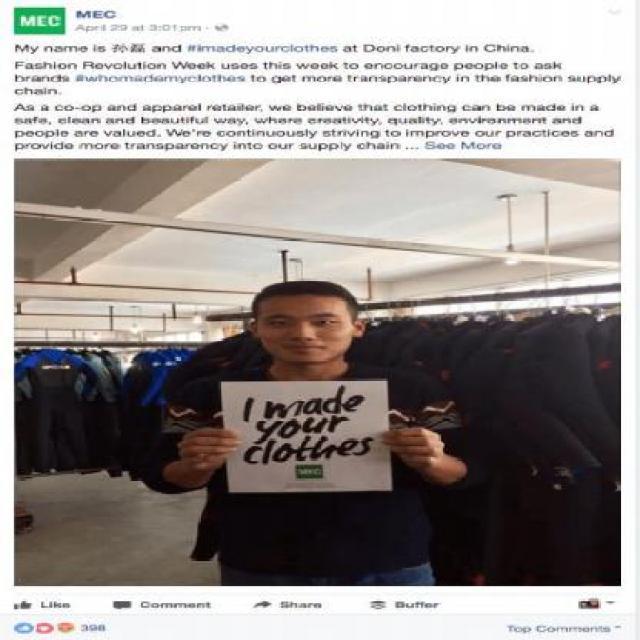 MEC
MEC
April 29 at 3:01pm ·
My name is 孙磊 and #imadeyourclothes at Doni factory in China.
Fashion Revolution Week uses this week to encourage people to ask
brands #whomademyclothes to get more transparency in the fashion supply
chain.
As a co-op and apparel retailer, we believe that clothing can be made in a
safe, clean and beautiful way, where creativity, quality, environment and
people are valued. We're continuously striving to improve our practices and
provide more transparency into our supply chain ... See More
I made
your
clothes
MEC
Like Comment Share Buffer
398 Top Comments